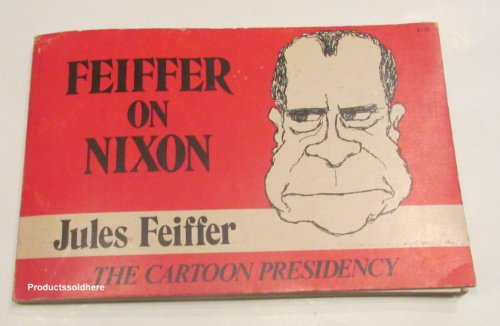 FEIFFER
ON
NIXON
Jules Feiffer
THE CARTOON PRESIDENCY
Productssoldhere